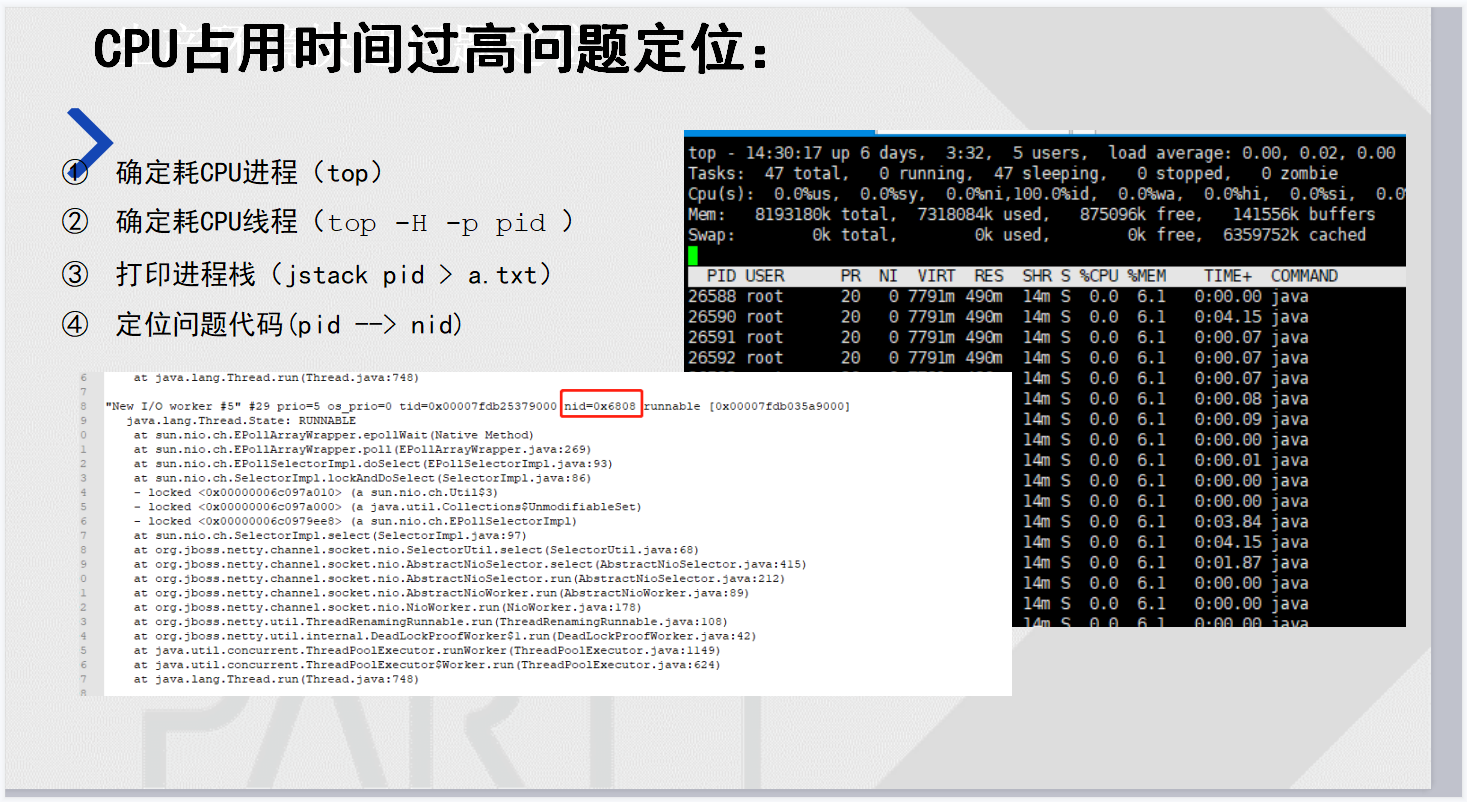 CPU占用时间过高问题定位：
① 确定耗CPU进程（top）
② 确定耗CPU线程（top -H -p pid ）
③ 打印进程栈（jstack pid > a.txt）
④ 定位问题代码(pid --> nid)
top - 14:30:17 up 6 days,  3:32,  5 users,  load average: 0.00, 0.02, 0.00
Tasks:  47 total,   0 running,  47 sleeping,   0 stopped,   0 zombie
Cpu(s):  0.0%us,  0.0%sy,  0.0%ni,100.0%id,  0.0%wa,  0.0%hi,  0.0%si,  0.0
Mem:   8193180k total,  7318084k used,   875096k free,   141556k buffers
Swap:        0k total,        0k used,        0k free,  6359752k cached
PID USER      PR  NI  VIRT  RES  SHR S %CPU %MEM    TIME+  COMMAND
26588 root      20   0 7791m 490m  14m S  0.0  6.1   0:00.00 java
26590 root      20   0 7791m 490m  14m S  0.0  6.1   0:04.15 java
26591 root      20   0 7791m 490m  14m S  0.0  6.1   0:00.07 java
26592 root      20   0 7791m 490m  14m S  0.0  6.1   0:00.07 java
14m S  0.0  6.1   0:00.07 java
14m S  0.0  6.1   0:00.08 java
14m S  0.0  6.1   0:00.09 java
14m S  0.0  6.1   0:00.00 java
14m S  0.0  6.1   0:00.01 java
14m S  0.0  6.1   0:00.00 java
14m S  0.0  6.1   0:00.00 java
14m S  0.0  6.1   0:03.84 java
14m S  0.0  6.1   0:04.15 java
14m S  0.0  6.1   0:01.87 java
14m S  0.0  6.1   0:00.00 java
14m S  0.0  6.1   0:00.00 java
14m S  0.0  6.1   0:00.00 java
6 at java.lang.Thread.run(Thread.java:748)
7
8 "New I/O worker #5" #29 prio=5 os_prio=0 tid=0x00007fdb25379000 nid=0x6808 runnable [0x00007fdb035a9000]
9 java.lang.Thread.State: RUNNABLE
0 at sun.nio.ch.EPollArrayWrapper.epollWait(Native Method)
1 at sun.nio.ch.EPollArrayWrapper.poll(EPollArrayWrapper.java:269)
2 at sun.nio.ch.EPollSelectorImpl.doSelect(EPollSelectorImpl.java:93)
3 at sun.nio.ch.SelectorImpl.lockAndDoSelect(SelectorImpl.java:86)
4 - locked <0x00000006c097a010> (a sun.nio.ch.Util$3)
5 - locked <0x00000006c097a000> (a java.util.Collections$UnmodifiableSet)
6 - locked <0x00000006c0979ee8> (a sun.nio.ch.EPollSelectorImpl)
7 at sun.nio.ch.SelectorImpl.select(SelectorImpl.java:97)
8 at org.jboss.netty.channel.socket.nio.SelectorUtil.select(SelectorUtil.java:68)
9 at org.jboss.netty.channel.socket.nio.AbstractNioSelector.select(AbstractNioSelector.java:415)
0 at org.jboss.netty.channel.socket.nio.AbstractNioSelector.run(AbstractNioSelector.java:212)
1 at org.jboss.netty.channel.socket.nio.AbstractNioWorker.run(AbstractNioWorker.java:89)
2 at org.jboss.netty.channel.socket.nio.NioWorker.run(NioWorker.java:178)
3 at org.jboss.netty.util.ThreadRenamingRunnable.run(ThreadRenamingRunnable.java:108)
4 at org.jboss.netty.util.internal.DeadLockProofWorker$1.run(DeadLockProofWorker.java:42)
5 at java.util.concurrent.ThreadPoolExecutor.runWorker(ThreadPoolExecutor.java:1149)
6 at java.util.concurrent.ThreadPoolExecutor$Worker.run(ThreadPoolExecutor.java:624)
7 at java.lang.Thread.run(Thread.java:748)
8
PART